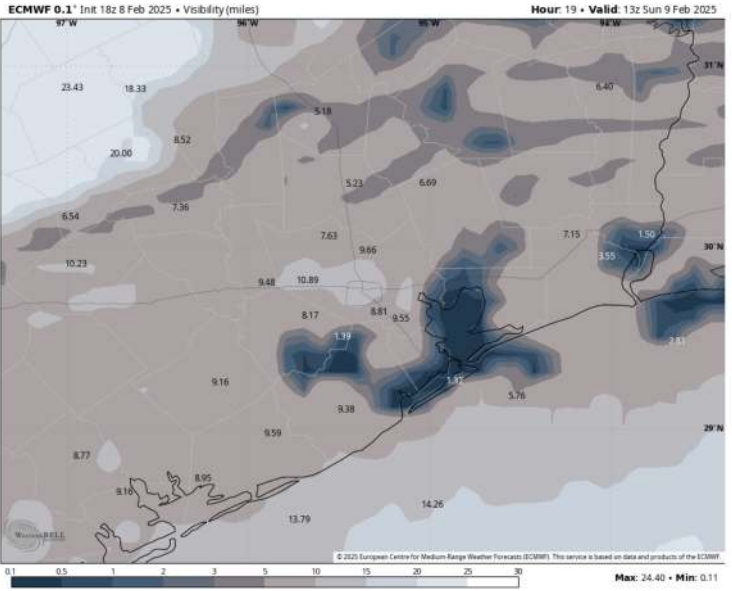 ECMWF 0.1° Init 18z 8 Feb 2025 • Visibility (miles)
Hour: 19 • Valid: 13z Sun 9 Feb 2025
97°W 96°W 95°W 94°W
31°N
23.43 18.33 6.40
5.18
8.52
20.00
5.23 6.69
7.36
6.54
7.63 7.15 1.50
30°N
9.66 3.55
10.23
9.48 10.89
8.17 8.81 9.55
1.39 2.83
9.16 1.97
5.76
9.38
29°N
9.59
8.77
8.95
9.16
14.26
13.79
WeatherBELL
© 2025 European Centre for Medium-Range Weather Forecasts (ECMWF). This service is based on data and products of the ECMWF.
0.1 0.5 1 2 3 5 10 15 20 25 30
Max: 24.40 • Min: 0.11